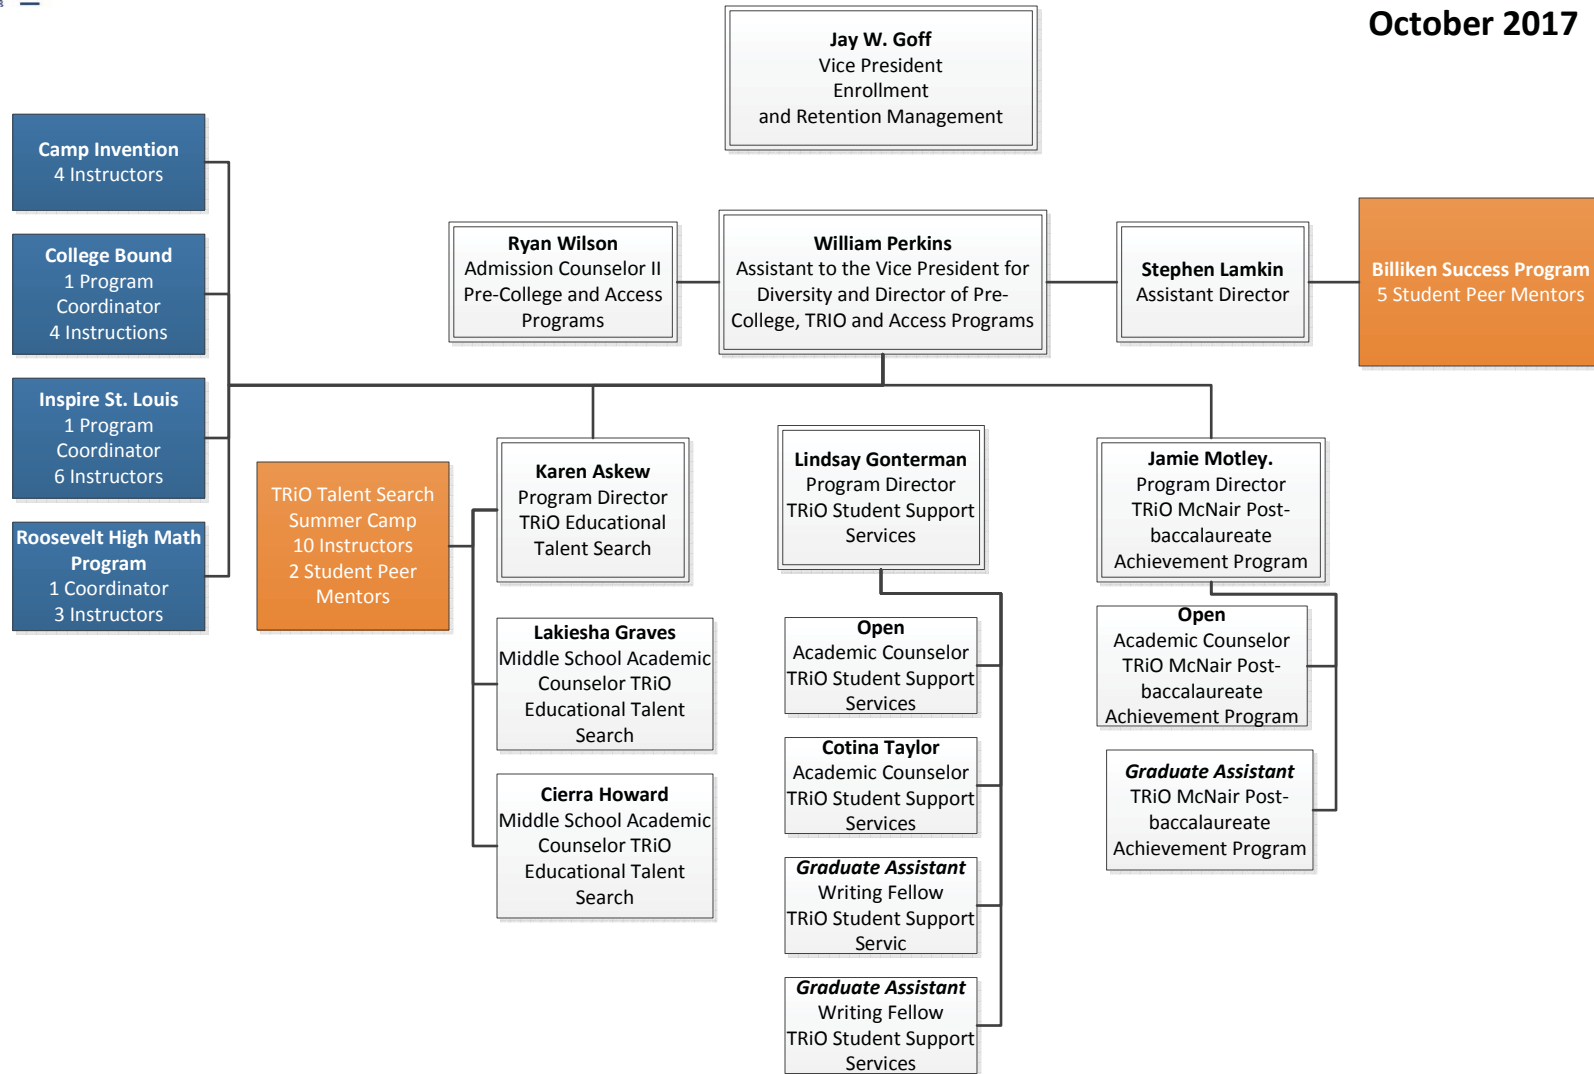 October 2017
Jay W. Goff
Vice President
Enrollment
and Retention Management
Camp Invention
4 Instructors
College Bound
1 Program
Coordinator
4 Instructions
Inspire St. Louis
1 Program
Coordinator
6 Instructors
Roosevelt High Math
Program
1 Coordinator
3 Instructors
Ryan Wilson
Admission Counselor II
Pre-College and Access
Programs
William Perkins
Assistant to the Vice President for
Diversity and Director of Pre-
College, TRIO and Access Programs
Stephen Lamkin
Assistant Director
Billiken Success Program
5 Student Peer Mentors
TRiO Talent Search
Summer Camp
10 Instructors
2 Student Peer
Mentors
Karen Askew
Program Director
TRiO Educational
Talent Search
Lakiesha Graves
Middle School Academic
Counselor TRiO
Educational Talent
Search
Cierra Howard
Middle School Academic
Counselor TRiO
Educational Talent
Search
Lindsay Gonterman
Program Director
TRiO Student Support
Services
Open
Academic Counselor
TRiO Student Support
Services
Cotina Taylor
Academic Counselor
TRiO Student Support
Services
Graduate Assistant
Writing Fellow
TRiO Student Support
Servic
Graduate Assistant
Writing Fellow
TRiO Student Support
Services
Jamie Motley.
Program Director
TRiO McNair Post-
baccalaureate
Achievement Program
Open
Academic Counselor
TRiO McNair Post-
baccalaureate
Achievement Program
Graduate Assistant
TRiO McNair Post-
baccalaureate
Achievement Program